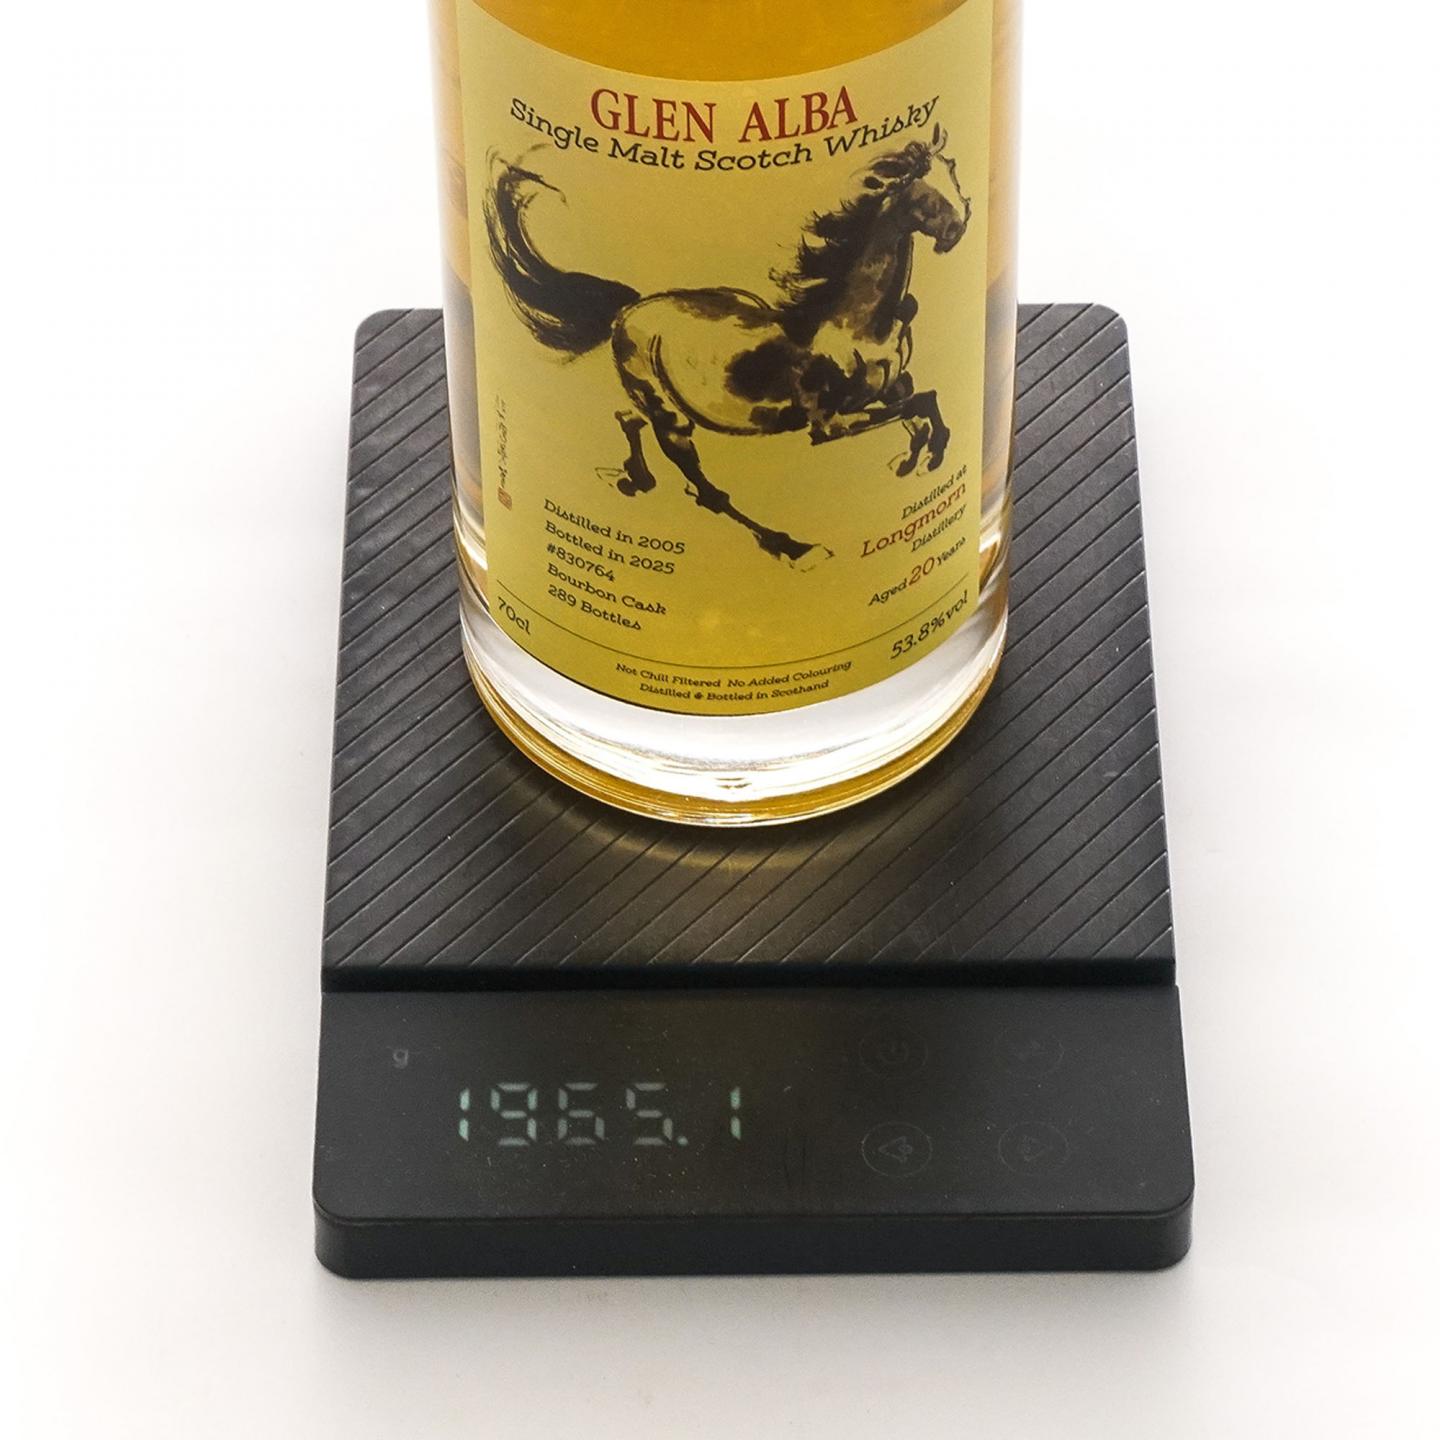 GLEN ALBA
Single Malt Scotch Whisky
Distilled in 2005
Bottled in 2025
#830764
Bourbon Cask
289 Bottles
Distilled at
Longmorn
Distillery
Aged 20 Years
70cl
53.8%vol
Not Chill Filtered No Added Colouring
Distilled & Bottled in Scothand
g
1965.1